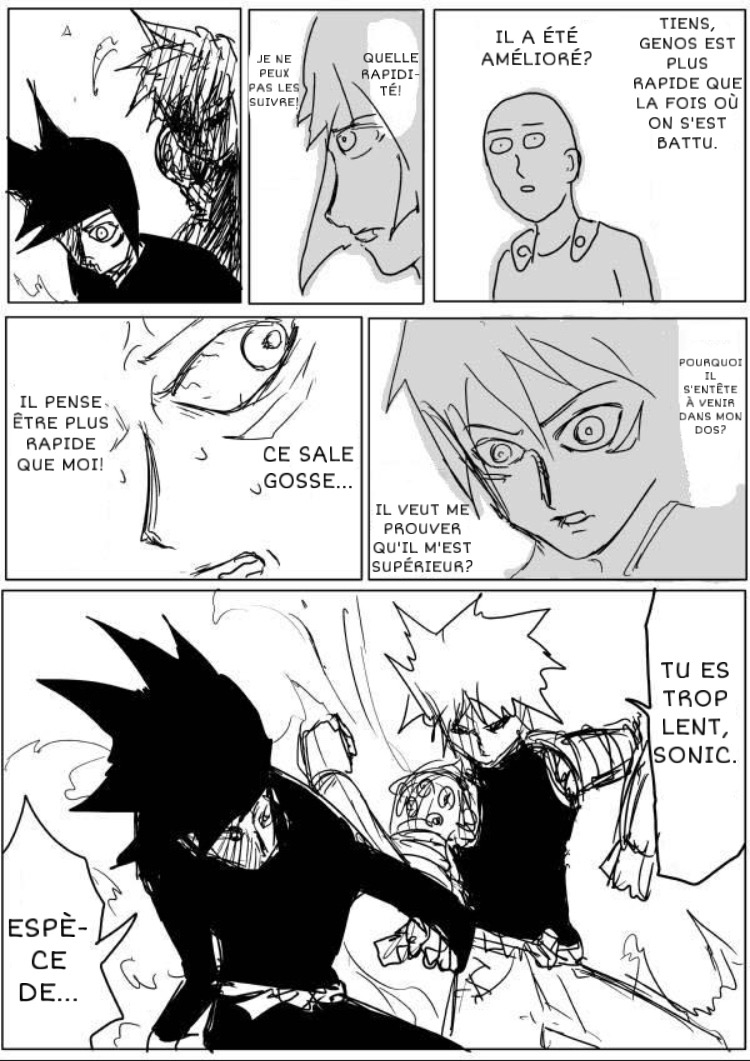 TIENS,
GENOS EST
PLUS
RAPIDE QUE
LA FOIS OÙ
ON S'EST
BATTU.
IL A ÉTÉ
AMÉLIORÉ?
QUELLE
RAPIDI-
TÉ!
JE NE
PEUX
PAS LES
SUIVRE!
POURQUOI
IL
S'ENTÊTE
À VENIR
DANS MON
DOS?
IL VEUT ME
PROUVER
QU'IL M'EST
SUPÉRIEUR?
CE SALE
GOSSE...
IL PENSE
ÊTRE PLUS
RAPIDE
QUE MOI!
TU ES
TROP
LENT,
SONIC.
ESPÈ-
CE
DE...